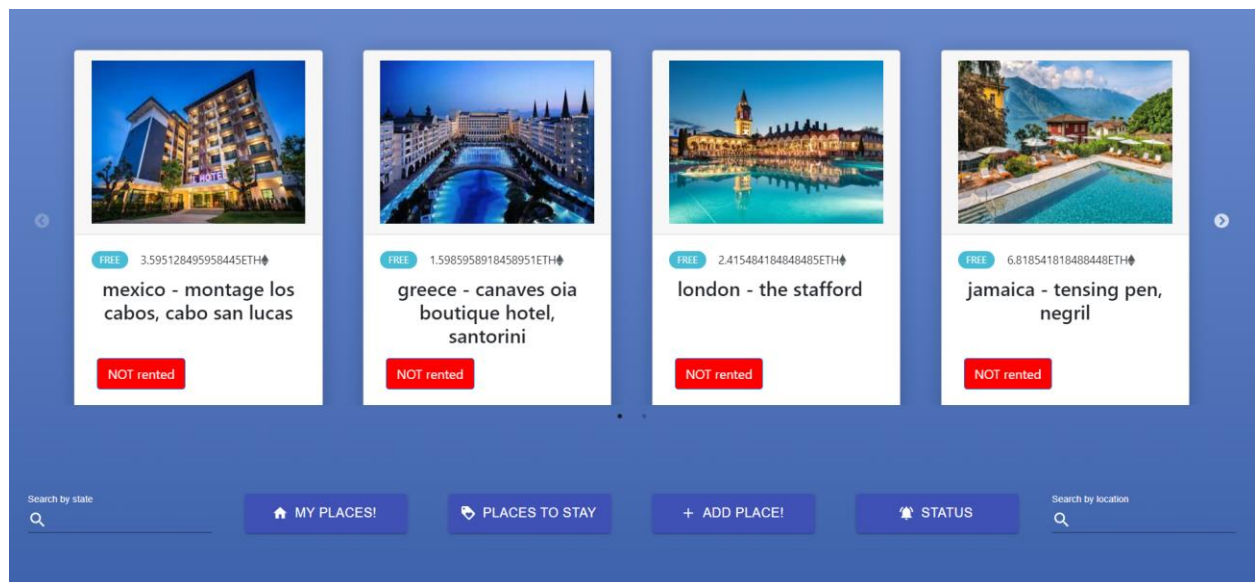 HOTEL
FREE 3.595128495958445ETH
mexico - montage los
cabos, cabo san lucas
NOT rented
FREE 1.5985958918458951ETH
greece - canaves oia
boutique hotel,
santorini
NOT rented
FREE 2.415484184848485ETH
london - the stafford
NOT rented
FREE 6.818541818488448ETH
jamaica - tensing pen,
negril
NOT rented
Search by state
MY PLACES!
PLACES TO STAY
+ ADD PLACE!
STATUS
Search by location